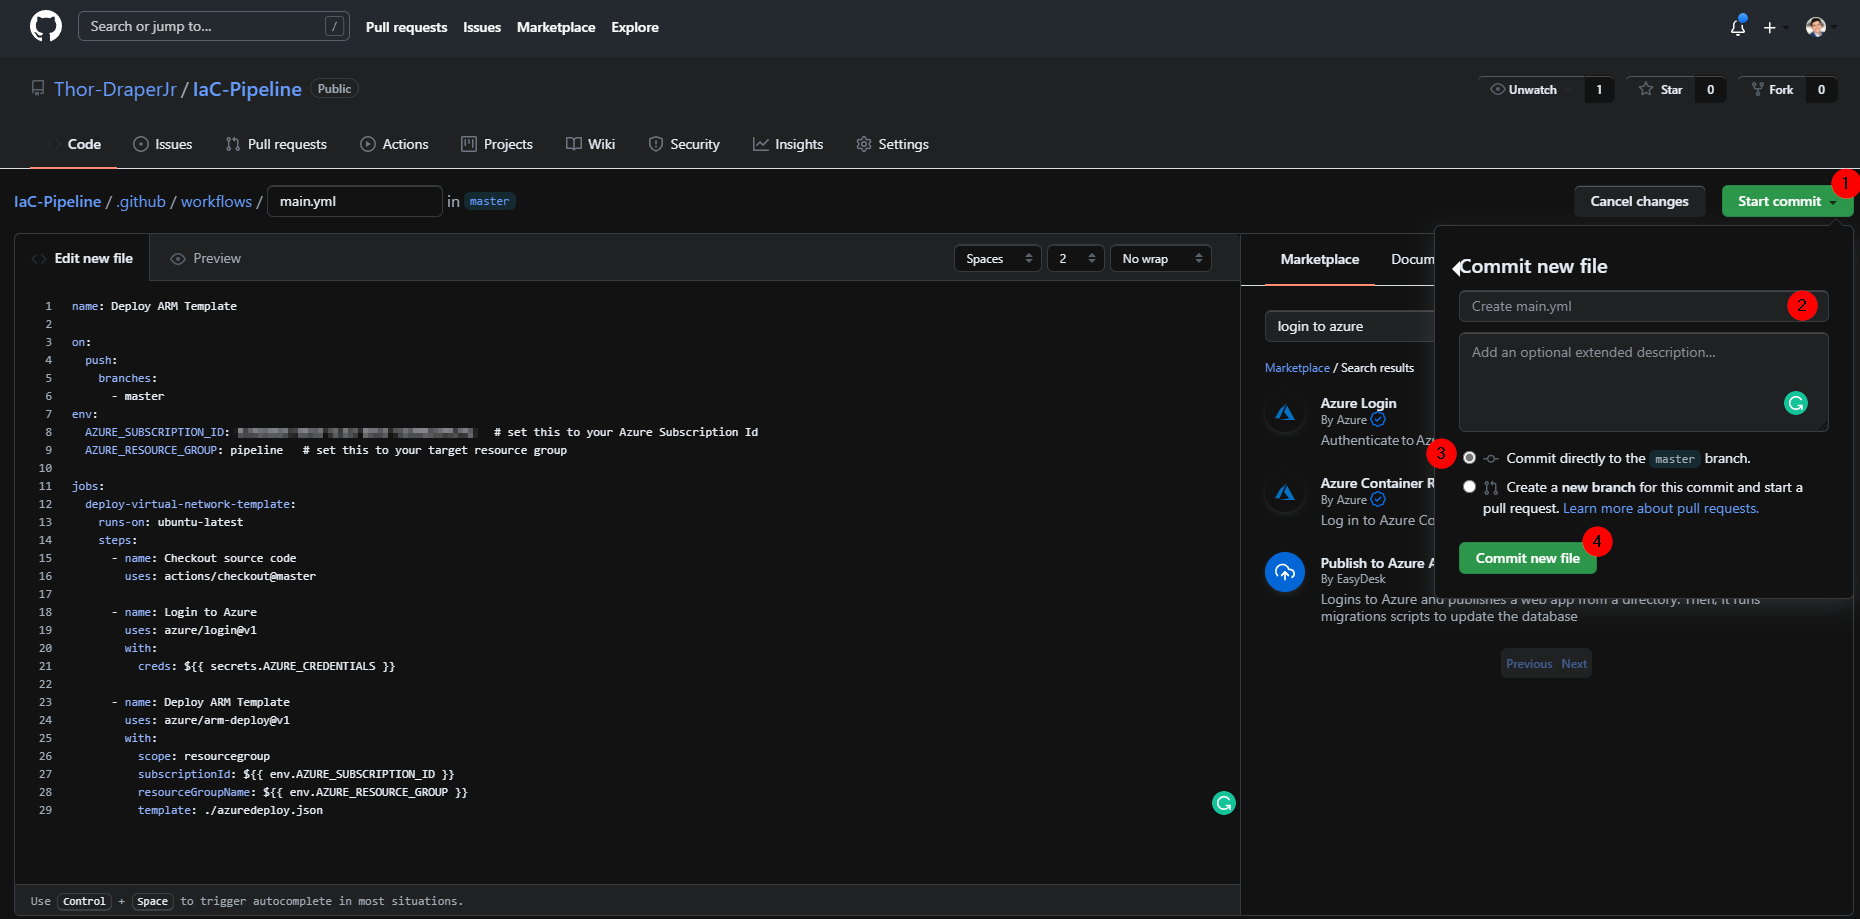 Search or jump to... /
Pull requests Issues Marketplace Explore
Thor-DraperJr / IaC-Pipeline Public
Unwatch 1 Star 0 Fork 0
Code Issues Pull requests Actions Projects Wiki Security Insights Settings
IaC-Pipeline / .github / workflows / main.yml in master
Cancel changes Start commit 1
Edit new file Preview
Spaces 2 No wrap
1 name: Deploy ARM Template
2
3 on:
4 push:
5 branches:
6 - master
7 env:
8 AZURE_SUBSCRIPTION_ID: # set this to your Azure Subscription Id
9 AZURE_RESOURCE_GROUP: pipeline # set this to your target resource group
10
11 jobs:
12 deploy-virtual-network-template:
13 runs-on: ubuntu-latest
14 steps:
15 - name: Checkout source code
16 uses: actions/checkout@master
17
18 - name: Login to Azure
19 uses: azure/login@v1
20 with:
21 creds: ${{ secrets.AZURE_CREDENTIALS }}
22
23 - name: Deploy ARM Template
24 uses: azure/arm-deploy@v1
25 with:
26 scope: resourcegroup
27 subscriptionId: ${{ env.AZURE_SUBSCRIPTION_ID }}
28 resourceGroupName: ${{ env.AZURE_RESOURCE_GROUP }}
29 template: ./azuredeploy.json
Use Control + Space to trigger autocomplete in most situations.
Marketplace Docum
login to azure
Marketplace / Search results
Azure Login
By Azure
Authenticate to Az
Azure Container R
By Azure
Log in to Azure Co
Publish to Azure A
By EasyDesk
Logins to Azure and publishes a web app from a directory. Then, it runs
migrations scripts to update the database
Previous Next
Commit new file
Create main.yml 2
Add an optional extended description...
3 Commit directly to the master branch.
Create a new branch for this commit and start a
pull request. Learn more about pull requests.
Commit new file 4